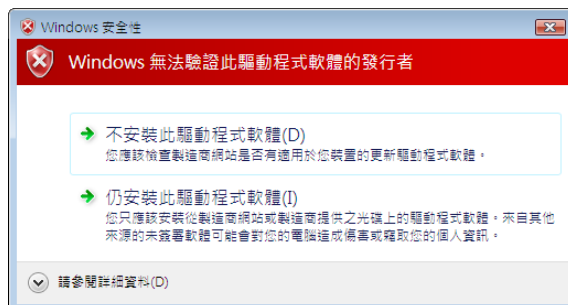 Windows 安全性
Windows 無法驗證此驅動程式軟體的發行者
不安裝此驅動程式軟體(D)
您應該檢查製造商網站是否有適用於您裝置的更新驅動程式軟體。
仍安裝此驅動程式軟體(I)
您只應該安裝從製造商網站或製造商提供之光碟上的驅動程式軟體。來自其他
來源的未簽署軟體可能會對您的電腦造成傷害或竊取您的個人資訊。
請參閱詳細資料(D)